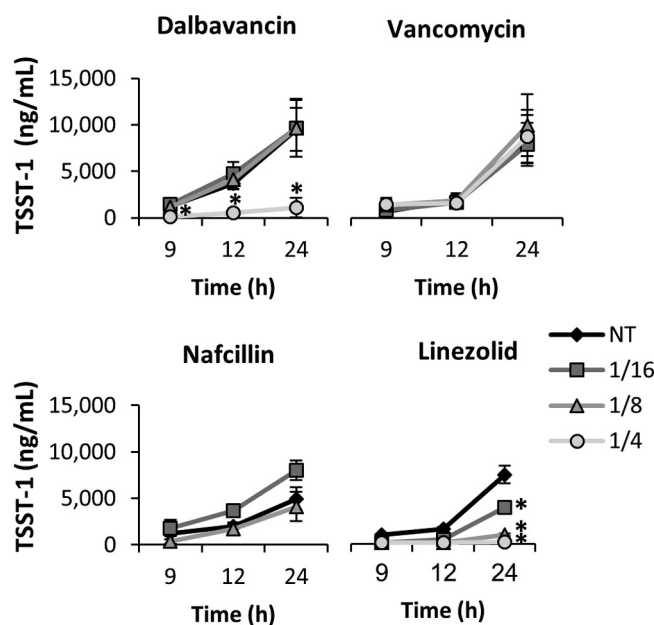 Dalbavancin
Vancomycin
TSST-1 (ng/mL)
15,000
10,000
5,000
0
*
*
*
9 12 24
9 12 24
Time (h)
Time (h)
Nafcillin
Linezolid
TSST-1 (ng/mL)
15,000
10,000
5,000
0
*
*
*
9 12 24
9 12 24
Time (h)
Time (h)
NT
1/16
1/8
1/4